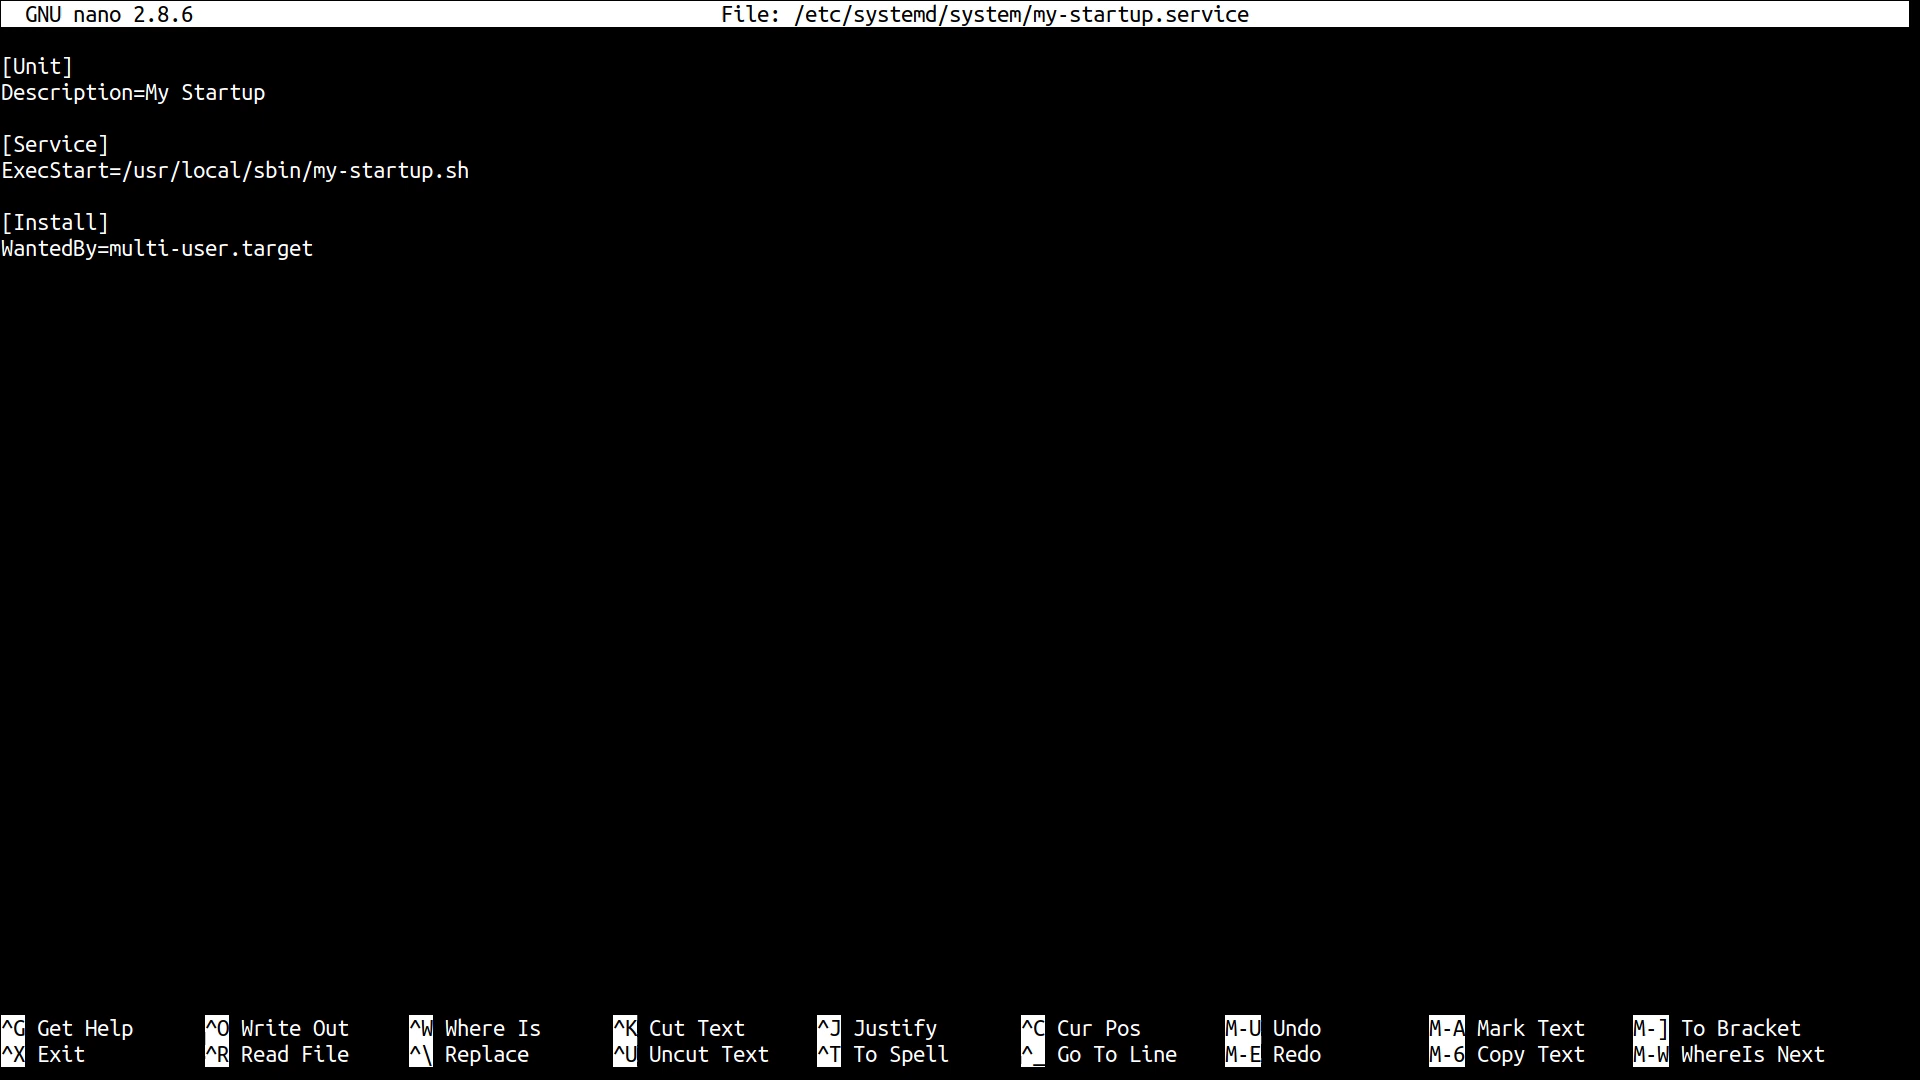 GNU nano 2.8.6 File: /etc/systemd/system/my-startup.service
[Unit]
Description=My Startup
[Service]
ExecStart=/usr/local/sbin/my-startup.sh
[Install]
WantedBy=multi-user.target
^G Get Help ^O Write Out ^W Where Is ^K Cut Text ^J Justify ^C Cur Pos M-U Undo M-A Mark Text M-] To Bracket
^X Exit ^R Read File ^\ Replace ^U Uncut Text ^T To Spell ^_ Go To Line M-E Redo M-6 Copy Text M-W WhereIs Next